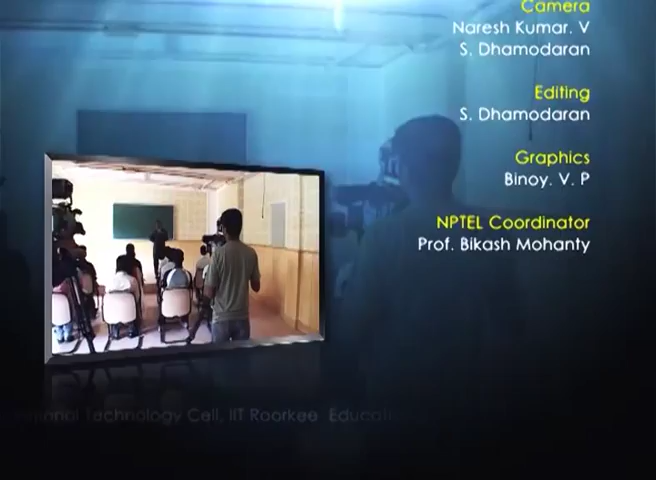 Camera
Naresh Kumar. V
S. Dhamodaran
Editing
S. Dhamodaran
Graphics
Binoy. V. P
NPTEL Coordinator
Prof. Bikash Mohanty
Technology Cell, IIT Roorkee